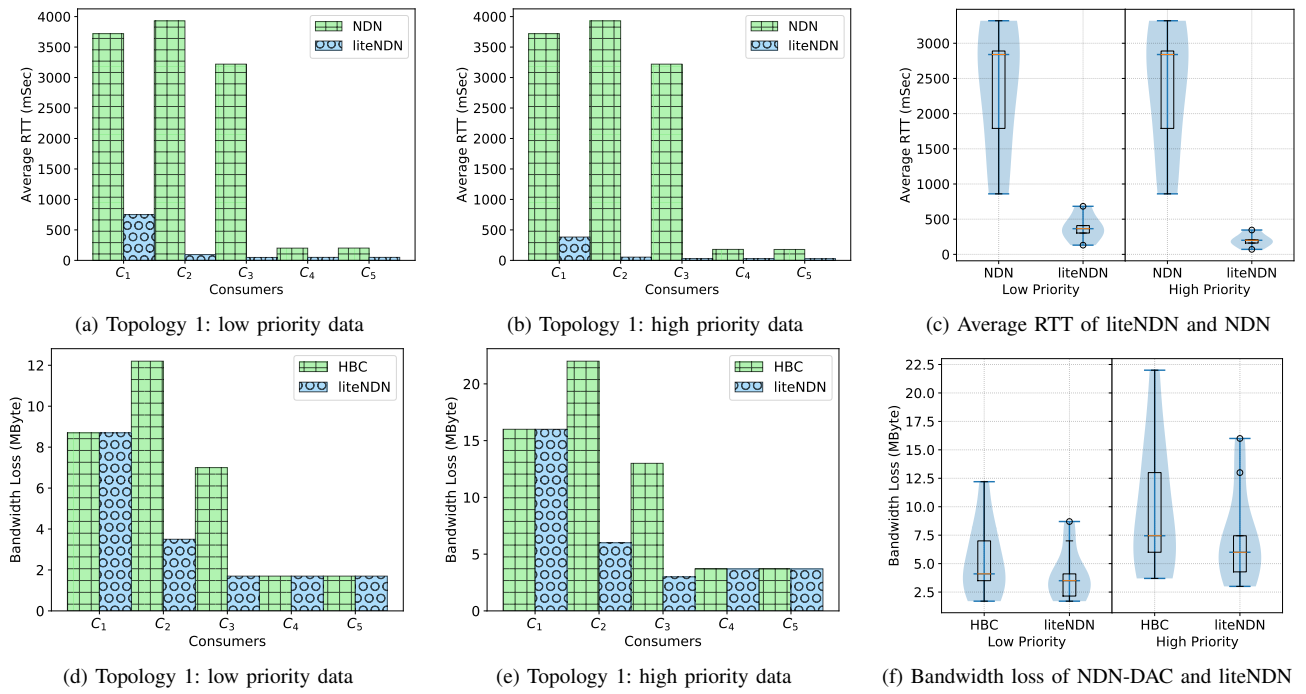 4000
3500
3000
2500
2000
1500
1000
500
0
Average RTT (mSec)
NDN
liteNDN
C1
C2
C3
C4
C5
Consumers
(a) Topology 1: low priority data
4000
3500
3000
2500
2000
1500
1000
500
0
Average RTT (mSec)
NDN
liteNDN
C1
C2
C3
C4
C5
Consumers
(b) Topology 1: high priority data
3000
2500
2000
1500
1000
500
0
Average RTT (mSec)
NDN
liteNDN
NDN
liteNDN
Low Priority
High Priority
(c) Average RTT of liteNDN and NDN
12
10
8
6
4
2
0
Bandwidth Loss (MByte)
HBC
liteNDN
C1
C2
C3
C4
C5
Consumers
(d) Topology 1: low priority data
20
15
10
5
0
Bandwidth Loss (MByte)
HBC
liteNDN
C1
C2
C3
C4
C5
Consumers
(e) Topology 1: high priority data
22.5
20.0
17.5
15.0
12.5
10.0
7.5
5.0
2.5
Bandwidth Loss (MByte)
HBC
liteNDN
HBC
liteNDN
Low Priority
High Priority
(f) Bandwidth loss of NDN-DAC and liteNDN